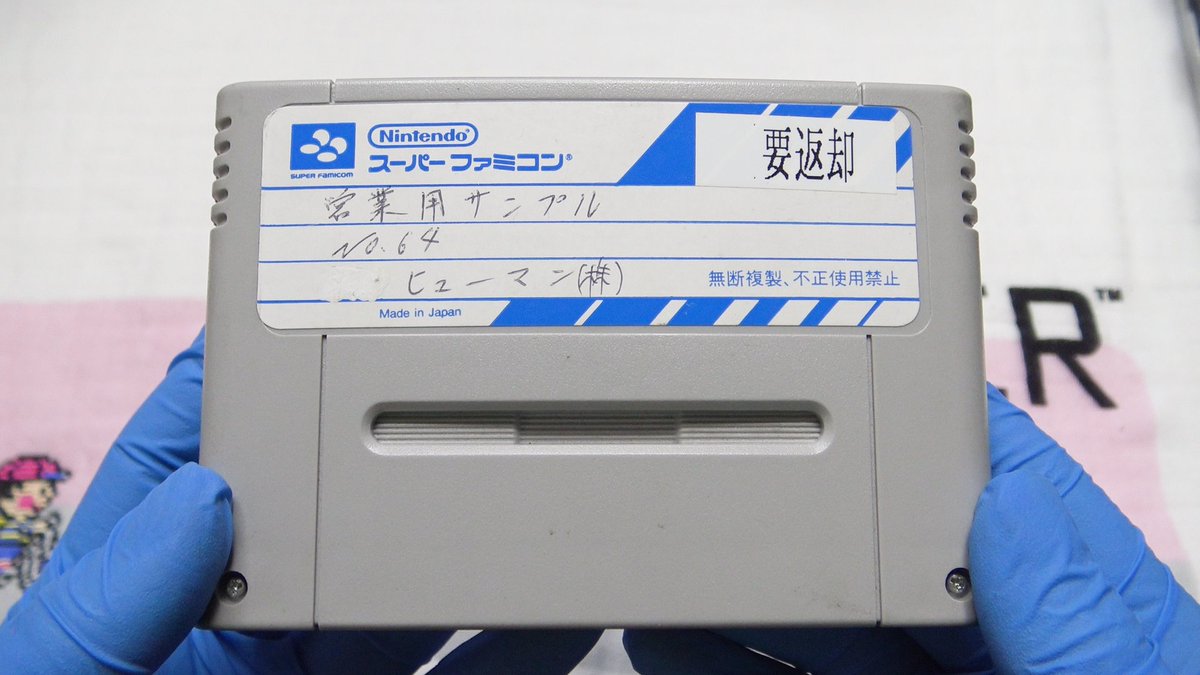 Nintendo®
要返却
SUPER FAMICOM
スーパーファミコン®
営業用サンプル
NO.64
ヒューマン(株)
無断複製、不正使用禁止
Made in Japan
ER™